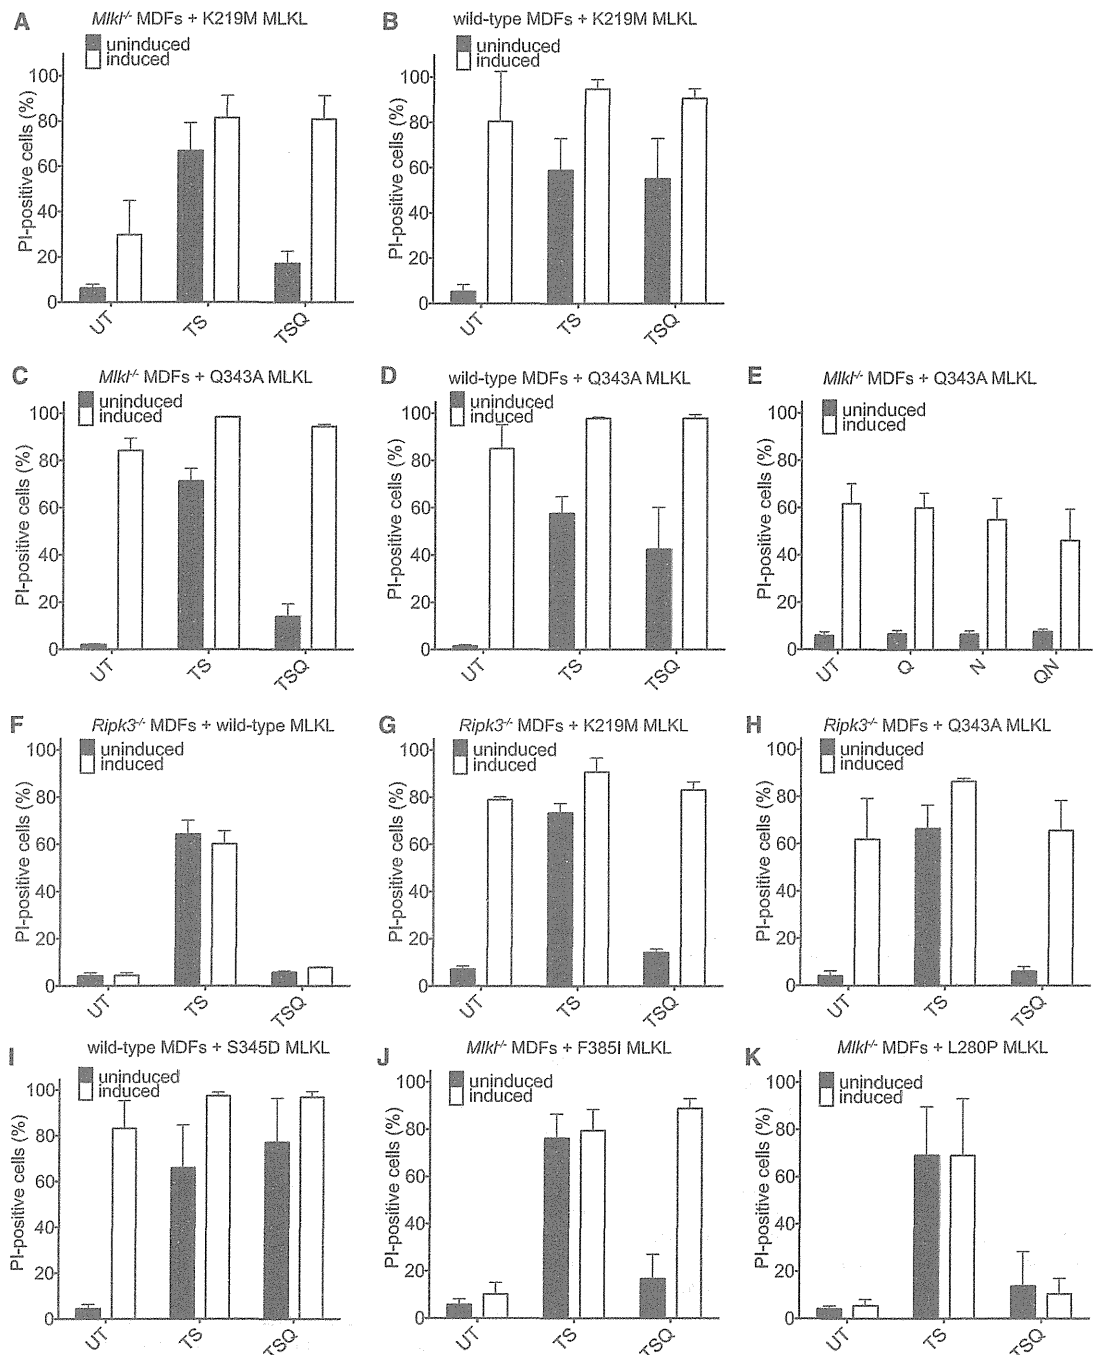 A Mlkl-/- MDFs + K219M MLKL
uninduced
induced
PI-positive cells (%)
100
80
60
40
20
0
UT TS TSQ
B wild-type MDFs + K219M MLKL
uninduced
induced
PI-positive cells (%)
100
80
60
40
20
0
UT TS TSQ
C Mlkl-/- MDFs + Q343A MLKL
uninduced
induced
PI-positive cells (%)
100
80
60
40
20
0
UT TS TSQ
D wild-type MDFs + Q343A MLKL
uninduced
induced
PI-positive cells (%)
100
80
60
40
20
0
UT TS TSQ
E Mlkl-/- MDFs + Q343A MLKL
uninduced
induced
PI-positive cells (%)
100
80
60
40
20
0
UT Q N QN
F Ripk3-/- MDFs + wild-type MLKL
uninduced
induced
PI-positive cells (%)
100
80
60
40
20
0
UT TS TSQ
G Ripk3-/- MDFs + K219M MLKL
uninduced
induced
PI-positive cells (%)
100
80
60
40
20
0
UT TS TSQ
H Ripk3-/- MDFs + Q343A MLKL
uninduced
induced
PI-positive cells (%)
100
80
60
40
20
0
UT TS TSQ
I wild-type MDFs + S345D MLKL
uninduced
induced
PI-positive cells (%)
100
80
60
40
20
0
UT TS TSQ
J Mlkl-/- MDFs + F385I MLKL
uninduced
induced
PI-positive cells (%)
100
80
60
40
20
0
UT TS TSQ
K Mlkl-/- MDFs + L280P MLKL
uninduced
induced
PI-positive cells (%)
100
80
60
40
20
0
UT TS TSQ